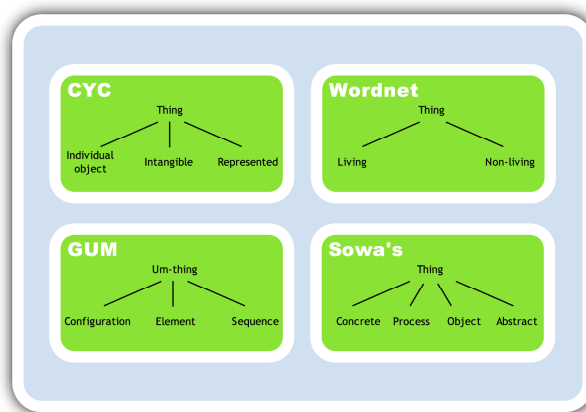 CYC
Thing
Individual
object
Intangible
Represented
Wordnet
Thing
Living
Non-living
GUM
Um-thing
Configuration
Element
Sequence
Sowa's
Thing
Concrete
Process
Object
Abstract